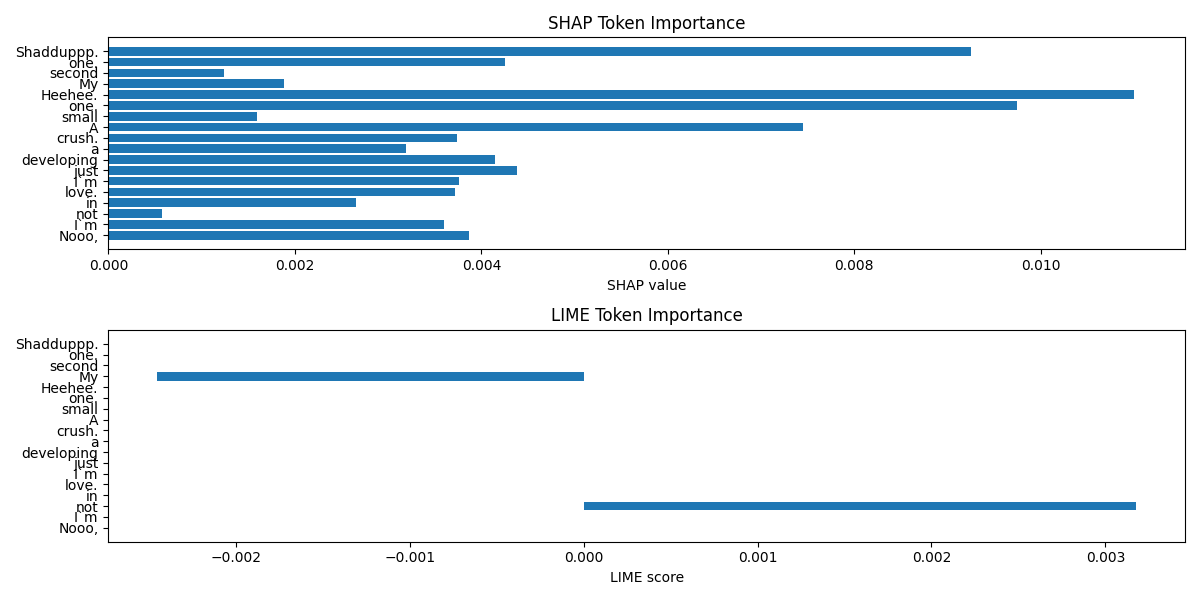 SHAP Token Importance
Shadduppp.
one,
second
My
Heehee.
one,
small
A
crush.
a
developing
just
I`m
love.
in
not
I`m
Nooo,
0.000 0.002 0.004 0.006 0.008 0.010
SHAP value
LIME Token Importance
Shadduppp.
one,
second
My
Heehee.
one,
small
A
crush.
a
developing
just
I`m
love.
in
not
I`m
Nooo,
−0.002 −0.001 0.000 0.001 0.002 0.003
LIME score